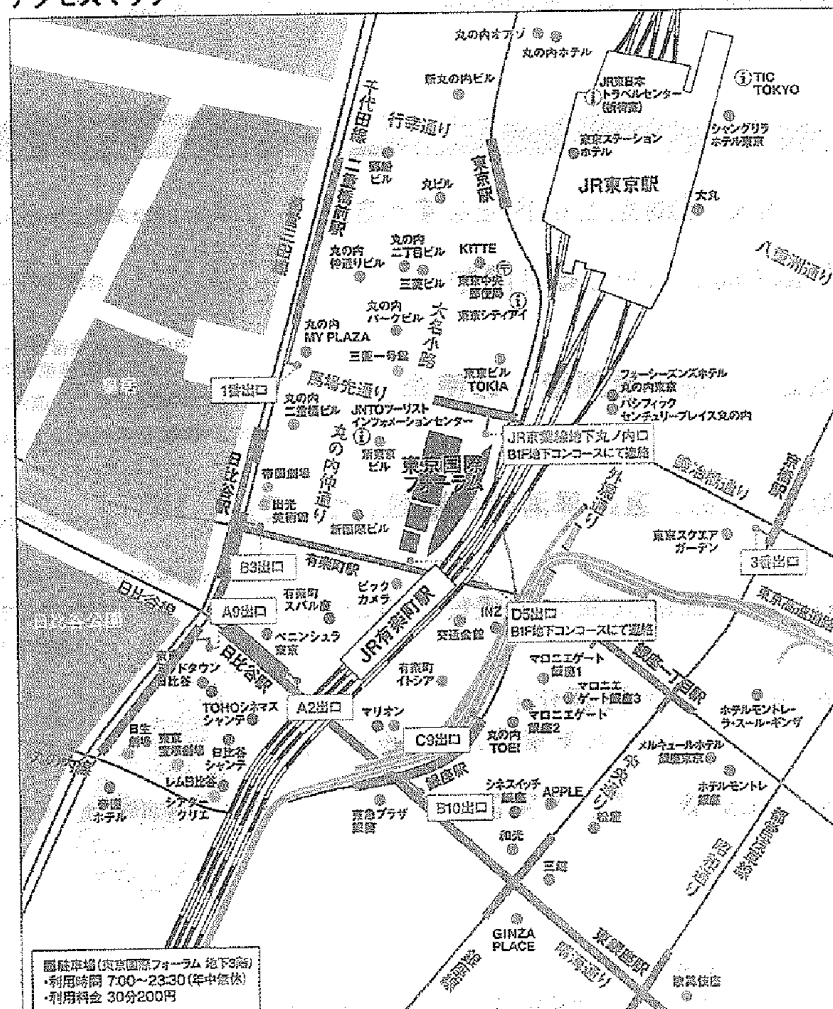 アクセスマップ
丸の内オアゾ
丸の内ホテル
新丸の内ビル
JR東日本
トラベルセンター
TIC
TOKYO
千代田線
二重橋前駅
行幸通り
郵船
ビル
東京ステーション
ホテル
シャングリラ
ホテル東京
丸ビル
東京駅
JR東京駅
大丸
都営三田線
八重洲通り
丸の内
仲通りビル
丸の内
二丁目ビル
三菱ビル
KITTE
東京中央
郵便局
東京シティアイ
丸の内
パークビル
大名小路
丸の内
MY PLAZA
三菱一号館
東京ビル
TOKIA
フォーシーズンズホテル
丸の内東京
パシフィック
センチュリープレイス丸の内
皇居
1番出口
馬場先通り
丸の内
二重橋ビル
JNTOツーリスト
インフォメーションセンター
JR京葉線地下丸ノ内口
B1F地下コンコースにて連絡
丸の内仲通り
新東京
ビル
東京国際
フォーラム
鍛冶橋通り
京橋駅
外堀通り
日比谷駅
帝国劇場
出光
美術館
新国際ビル
東京スクエア
ガーデン
3番出口
B3出口
有楽町駅
東京高速道路
日比谷線
A9出口
有楽町
スバル座
ビック
カメラ
JR有楽町駅
INZ
交通会館
D5出口
B1F地下コンコースにて連絡
日比谷公園
日比谷駅
ペニンシュラ
東京
マロニエゲート
銀座1
銀座一丁目駅
有楽町
イトシア
マロニエ
ゲート銀座3
ホテルモントレ
ラ・スール・ギンザ
TOHOシネマズ
シャンテ
A2出口
マリオン
マロニエゲート
銀座2
丸の内
TOEI
日生
劇場
東京
宝塚劇場
日比谷
シャンテ
C9出口
銀座駅
メルキュールホテル
銀座東京
ホテルモントレ
銀座
帝国
ホテル
レム日比谷
シアター
クリエ
東急プラザ
銀座
B10出口
シネスイッチ
銀座
APPLE
中央通り
松屋
和光
三越
昭和通り
都営浅草線
GINZA
PLACE
銀座線
晴海通り
東銀座駅
歌舞伎座
駐車場(東京国際フォーラム 地下3階)
・利用時間 7:00〜23:30(年中無休)
・利用料金 30分200円